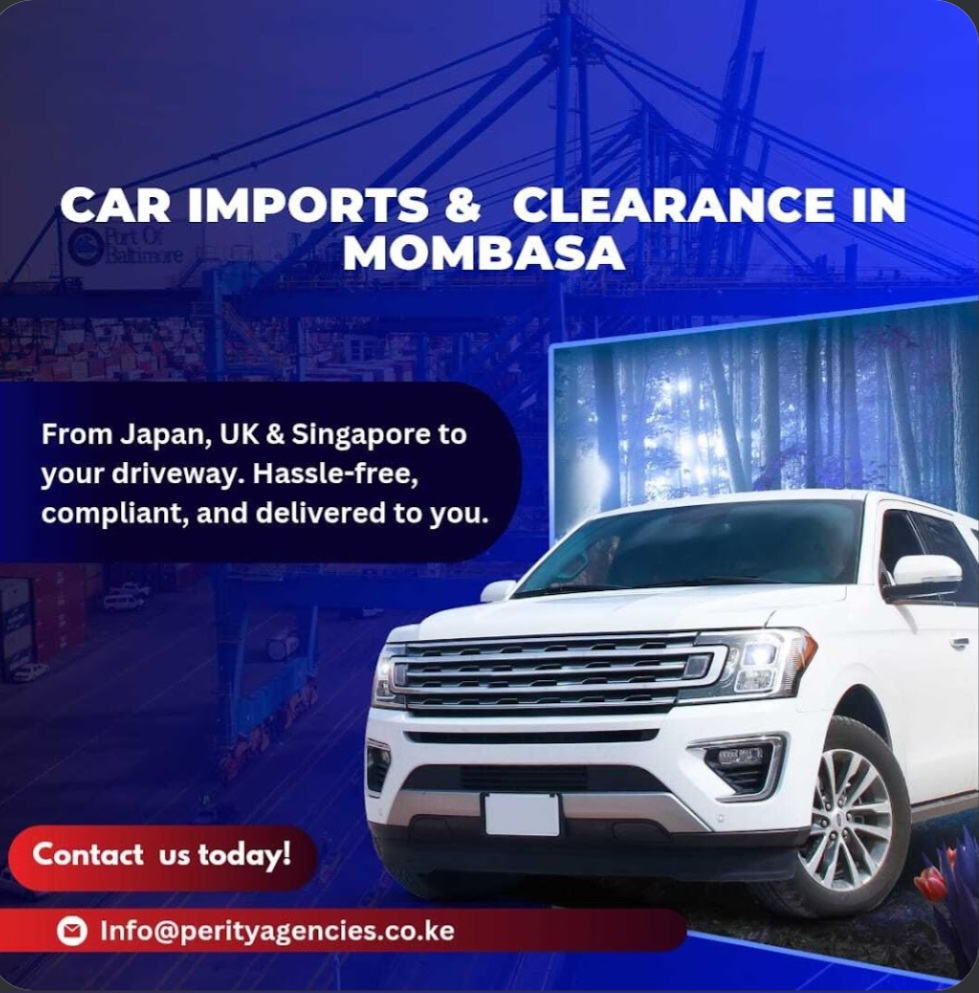 CAR IMPORTS & CLEARANCE IN
MOMBASA
Port Of
Baltimore
From Japan, UK & Singapore to
your driveway. Hassle-free,
compliant, and delivered to you.
Contact us today!
Info@perityagencies.co.ke